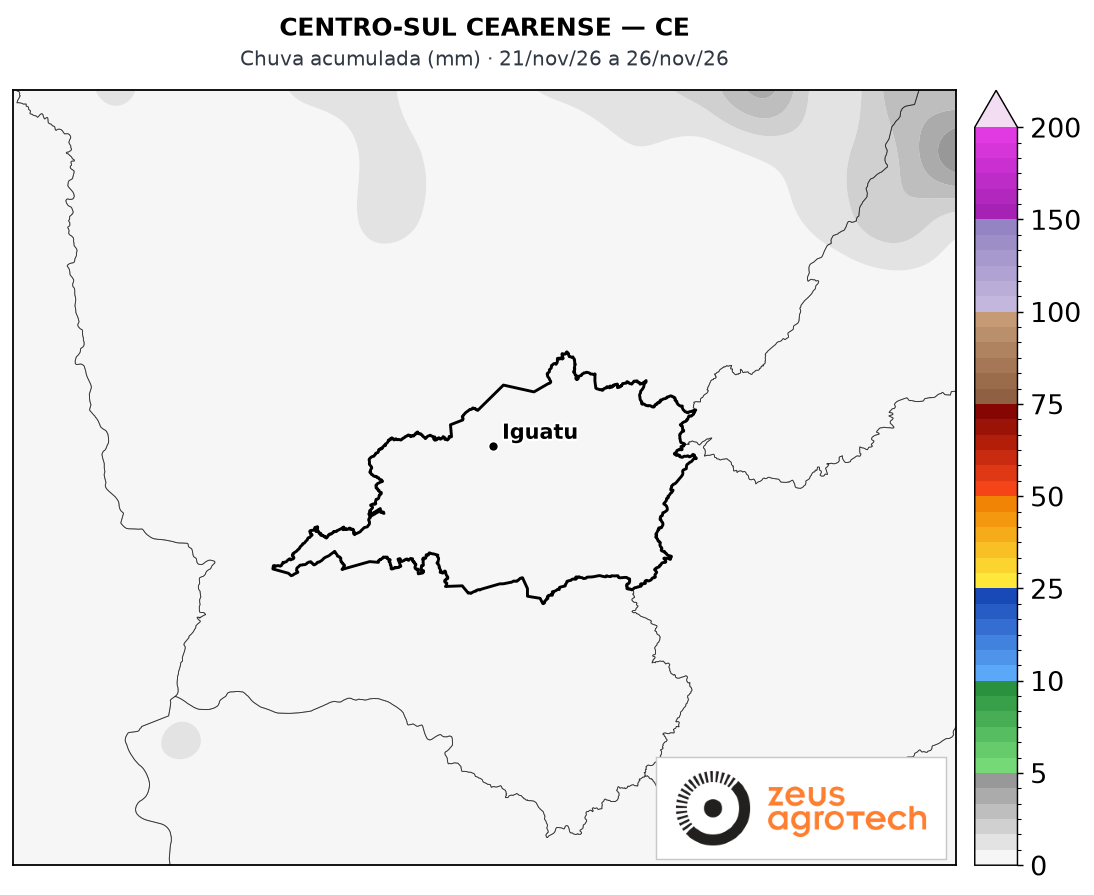 CENTRO-SUL CEARENSE — CE
Chuva acumulada (mm) · 21/nov/26 a 26/nov/26
Iguatu
200
150
100
75
50
25
10
5
0
zeus
agrotech